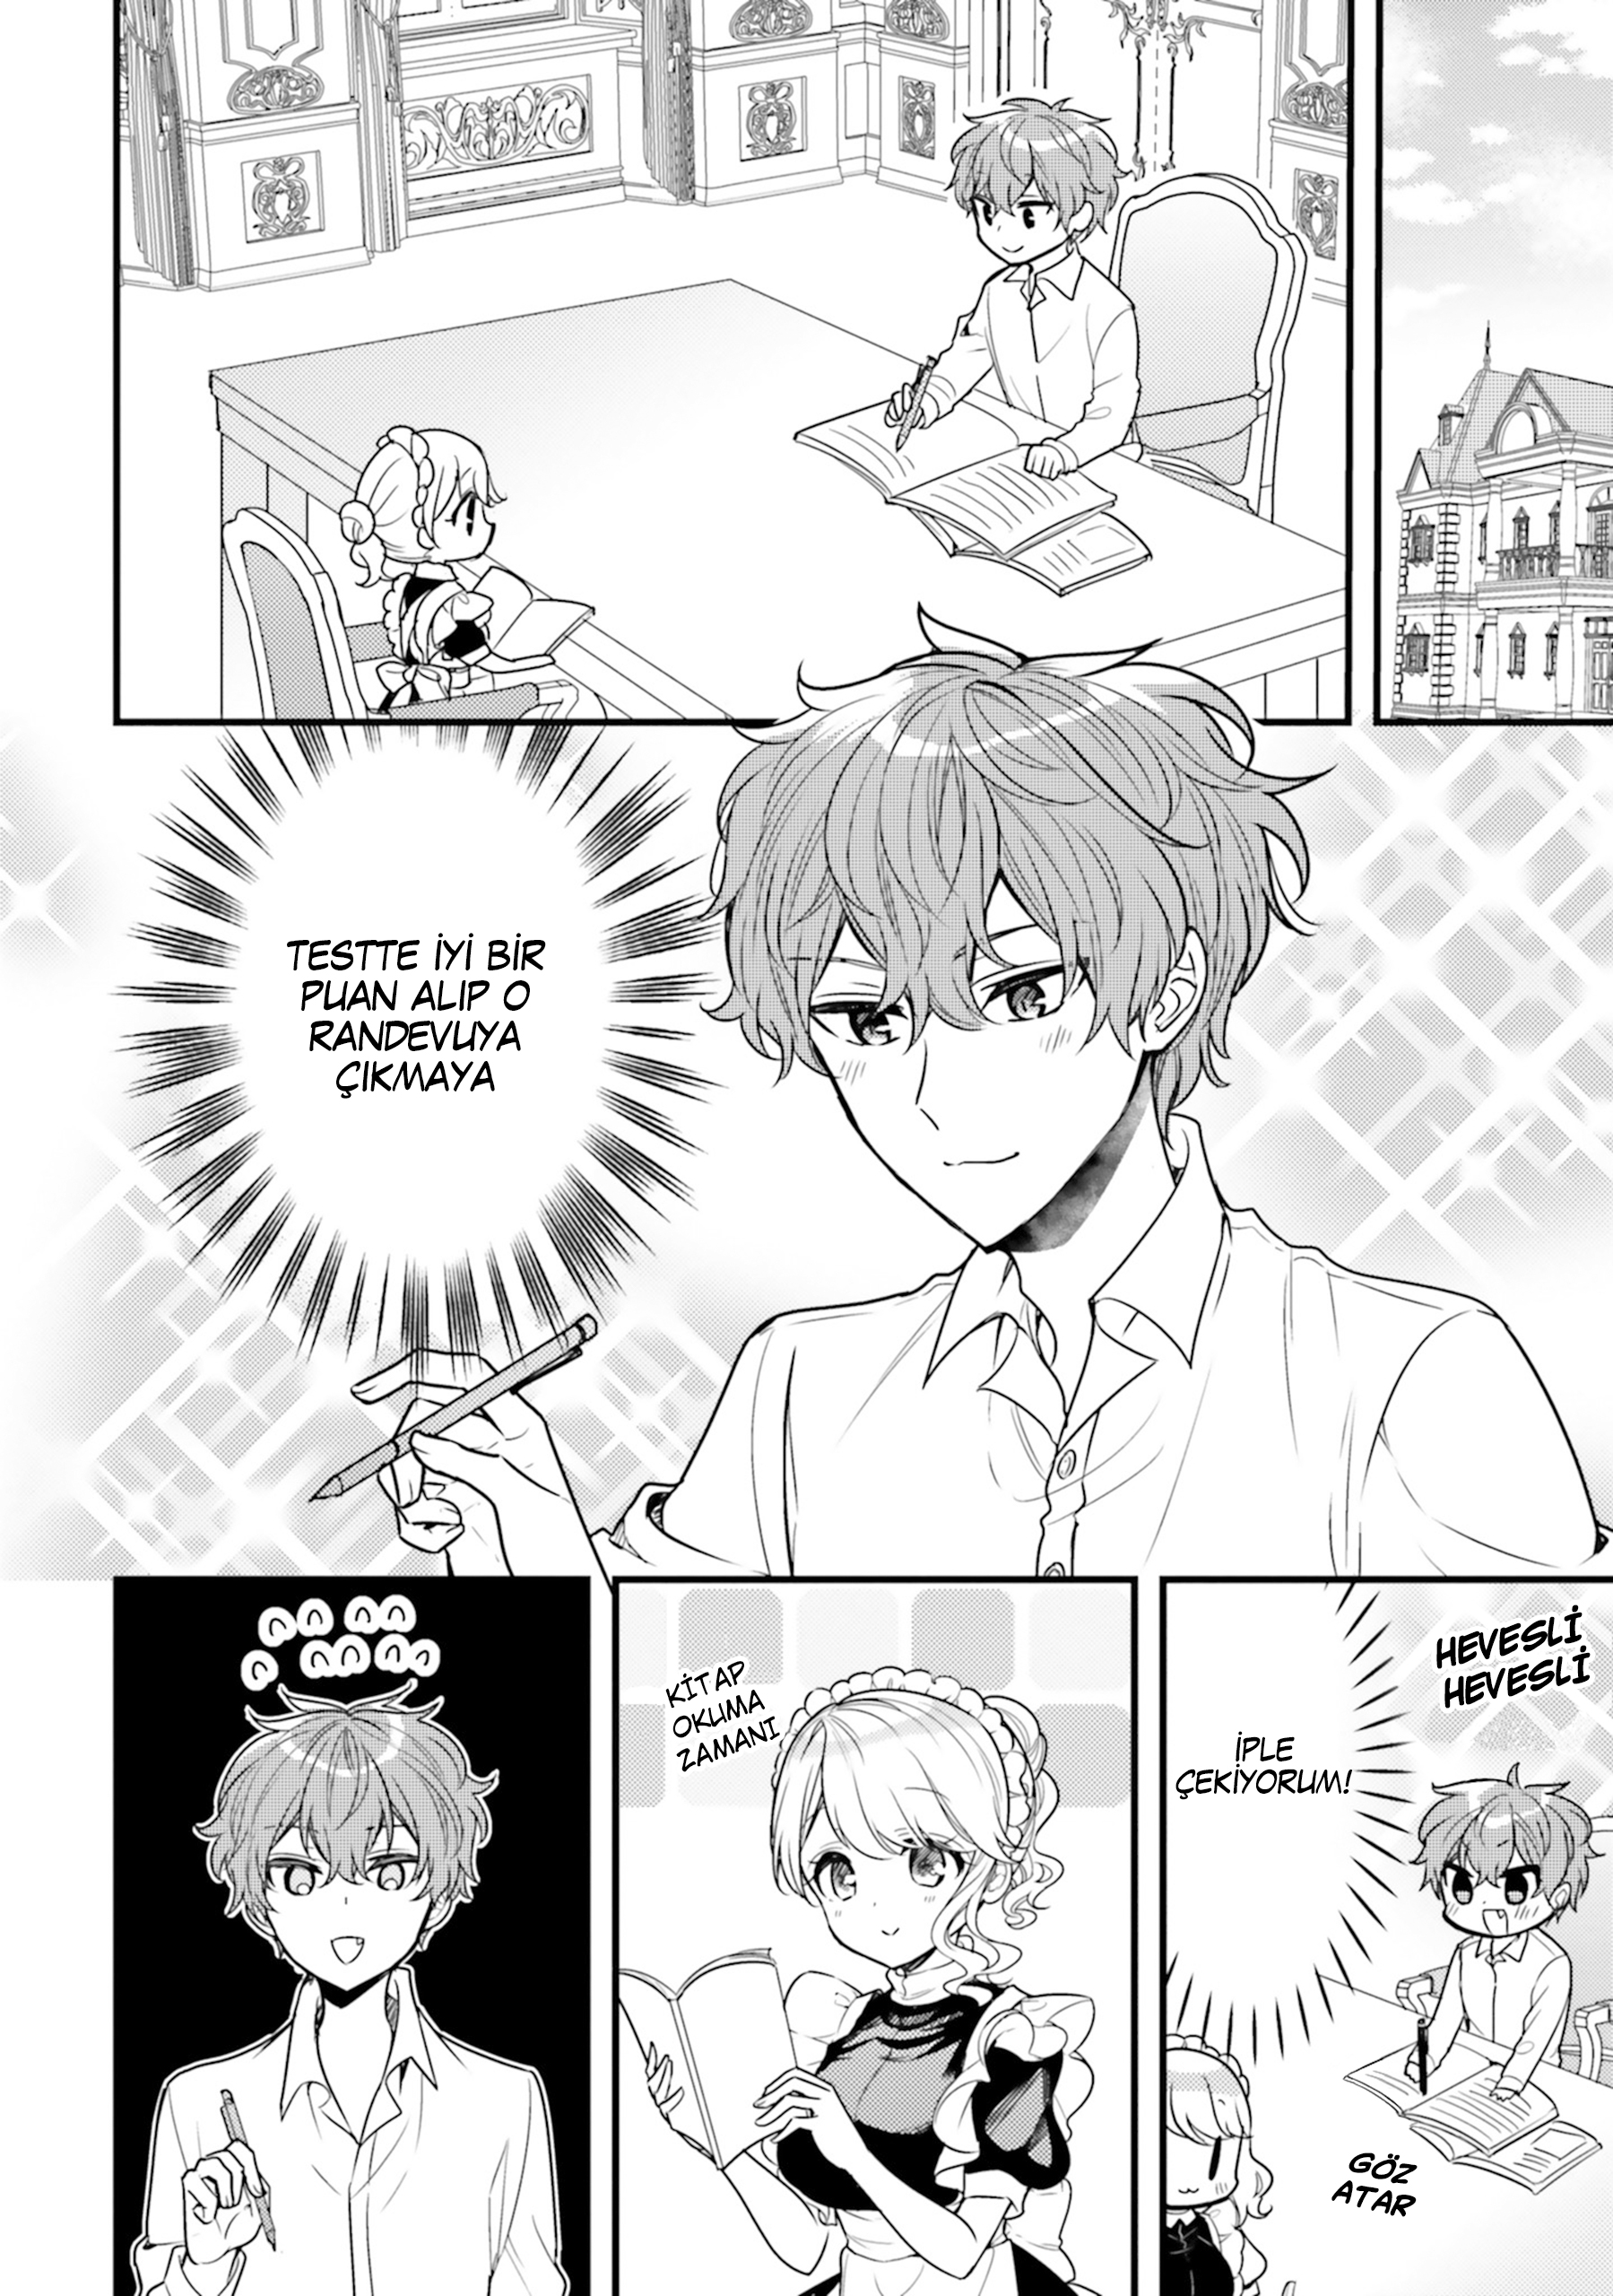 TESTTE İYİ BİR
PUAN ALIP O
RANDEVUYA
ÇIKMAYA
HEVESLİ
HEVESLİ
İPLE
ÇEKİYORUM!
GÖZ
ATAR
KİTAP
OKUMA
ZAMANI